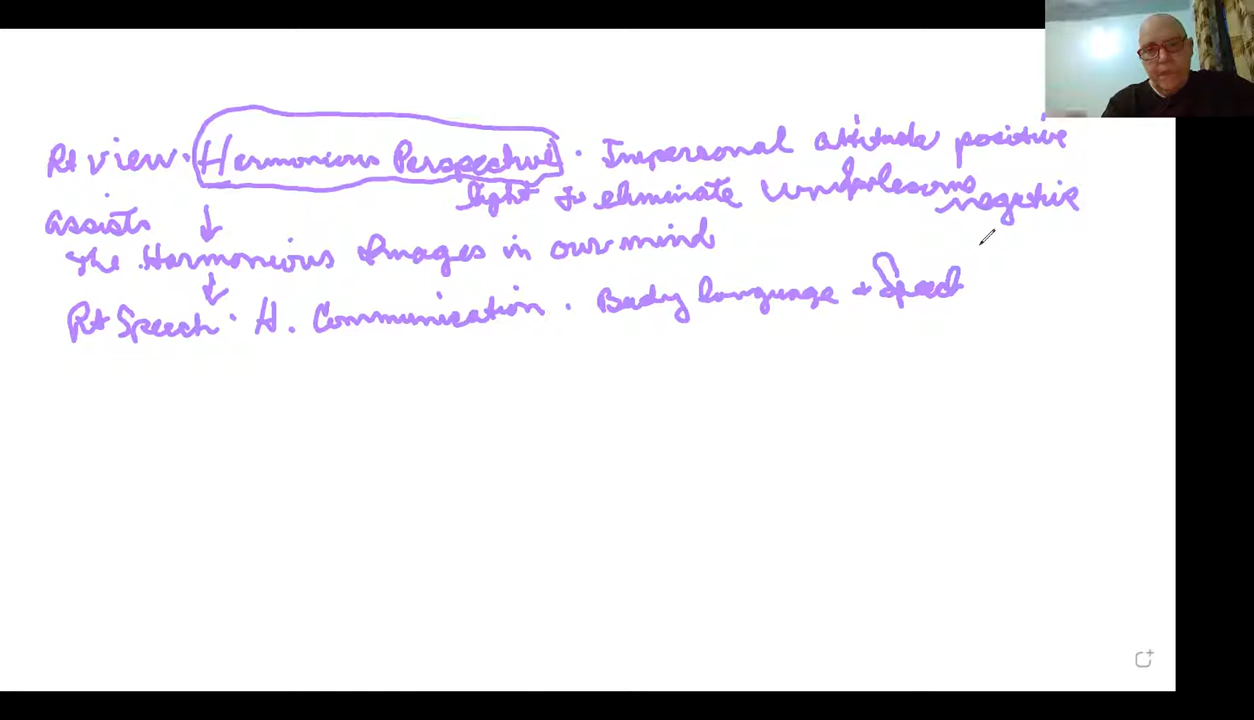 Rt view. Harmonious Perspective. Impersonal attitude positive
light to eliminate unwholesome negative
assists
The Harmonious Images in our mind
Rt Speech. H. Communication. Body language + Speech